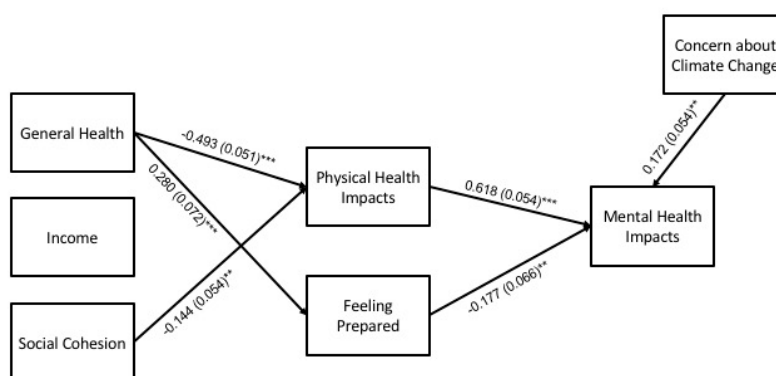 Concern about
Climate Change
General Health
-0.493 (0.051)***
0.172 (0.054)**
0.280 (0.072)***
Physical Health
Impacts
0.618 (0.054)***
Income
Mental Health
Impacts
-0.144 (0.054)**
-0.177 (0.066)**
Feeling
Prepared
Social Cohesion